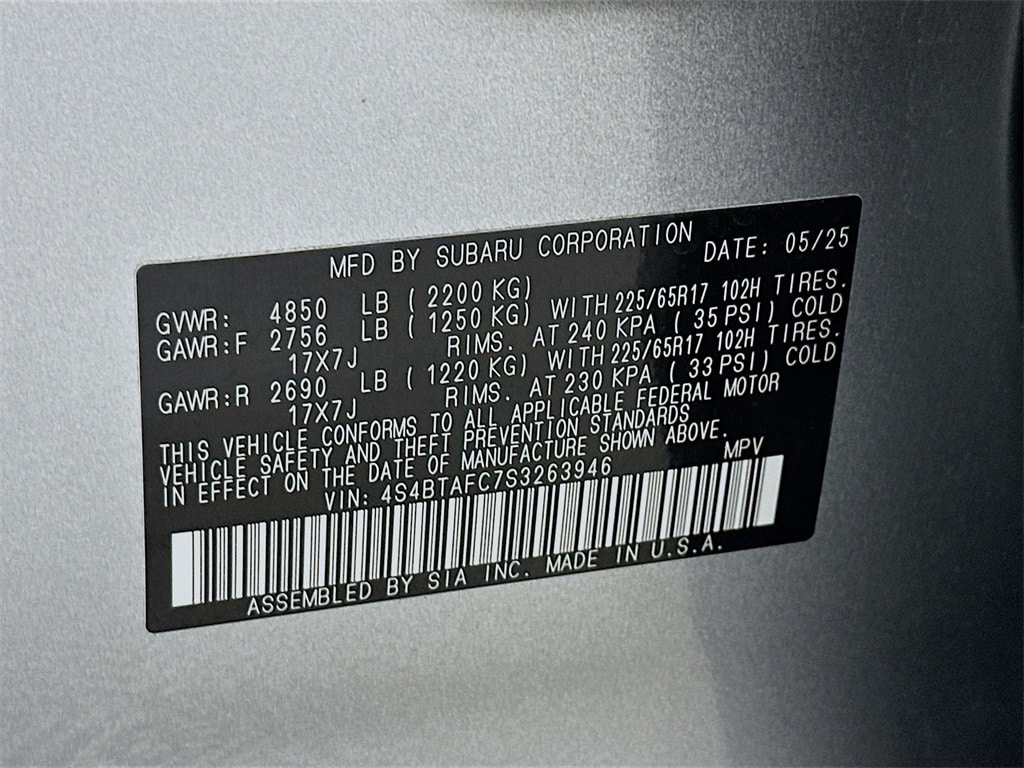 MFD BY SUBARU CORPORATION DATE: 05/25
GVWR: 4850 LB ( 2200 KG)
GAWR:F 2756 LB ( 1250 KG) WITH 225/65R17 102H TIRES.
17X7J RIMS. AT 240 KPA ( 35 PSI) COLD
GAWR:R 2690 LB ( 1220 KG) WITH 225/65R17 102H TIRES.
17X7J RIMS. AT 230 KPA ( 33 PSI) COLD
THIS VEHICLE CONFORMS TO ALL APPLICABLE FEDERAL MOTOR
VEHICLE SAFETY AND THEFT PREVENTION STANDARDS
IN EFFECT ON THE DATE OF MANUFACTURE SHOWN ABOVE.
VIN: 4S4BTAFC7S3263946 MPV
ASSEMBLED BY SIA INC. MADE IN U.S.A.